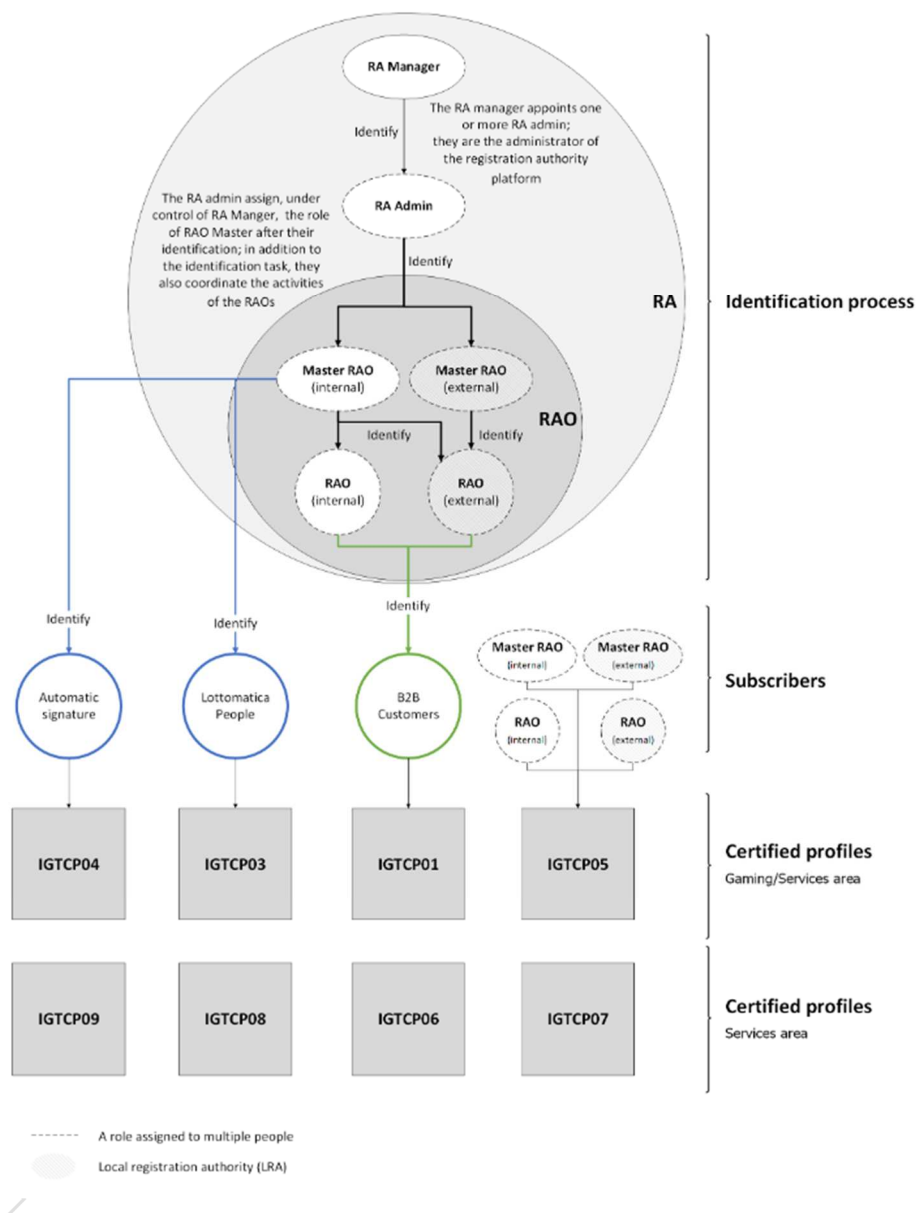 RA Manager
Identify
The RA manager appoints one
or more RA admin;
they are the administrator of
the registration authority
platform
The RA admin assign, under
control of RA Manger, the role
of RAO Master after their
identification; in addition to
the identification task, they
also coordinate the activities
of the RAOs
RA Admin
Identify
RA
Identification process
Master RAO
(internal)
Master RAO
(external)
RAO
Identify
Identify
RAO
(internal)
RAO
(external)
Identify
Identify
Identify
Automatic
signature
Lottomatica
People
B2B
Customers
Master RAO
(internal)
Master RAO
(external)
RAO
(internal)
RAO
(external)
Subscribers
IGTCP04
IGTCP03
IGTCP01
IGTCP05
Certified profiles
Gaming/Services area
IGTCP09
IGTCP08
IGTCP06
IGTCP07
Certified profiles
Services area
A role assigned to multiple people
Local registration authority (LRA)